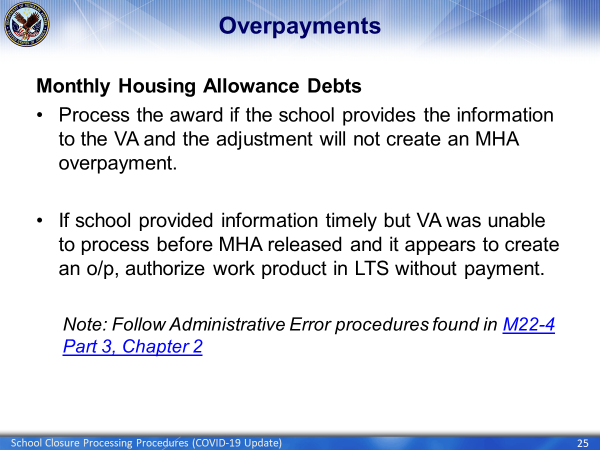 Overpayments
Monthly Housing Allowance Debts
• Process the award if the school provides the information
to the VA and the adjustment will not create an MHA
overpayment.
• If school provided information timely but VA was unable
to process before MHA released and it appears to create
an o/p, authorize work product in LTS without payment.
Note: Follow Administrative Error procedures found in M22-4
Part 3, Chapter 2
School Closure Processing Procedures (COVID-19 Update)
25